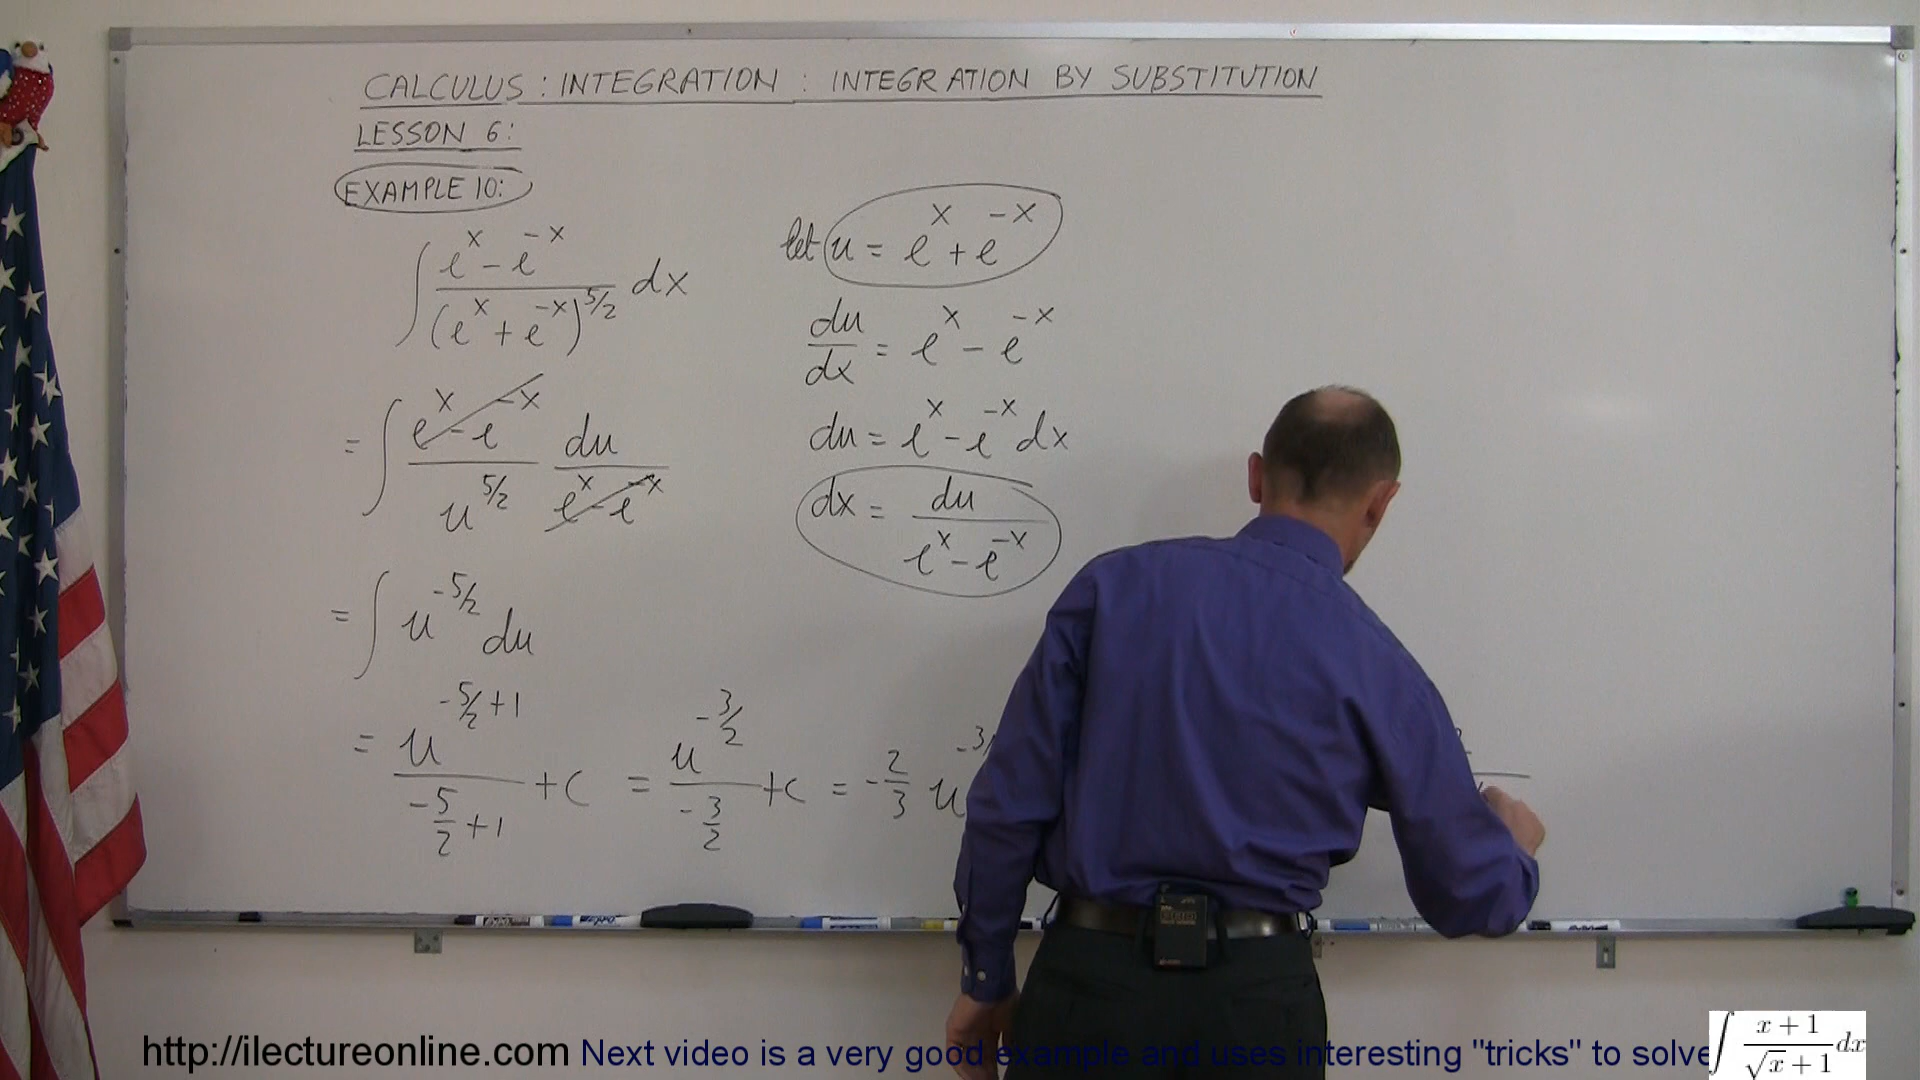 CALCULUS : INTEGRATION : INTEGRATION BY SUBSTITUTION
LESSON 6:
EXAMPLE 10:
∫ (e^x - e^-x)/(e^x + e^-x)^5/2 dx
= ∫ (e^x - e^-x)/u^5/2 du/(e^x - e^-x)
= ∫ u^-5/2 du
= u^(-5/2+1)/(-5/2+1) + C = u^-3/2/(-3/2) + C = -2/3 u
let u = e^x + e^-x
du/dx = e^x - e^-x
du = e^x - e^-x dx
dx = du/(e^x - e^-x)
http://ilectureonline.com Next video is a very good example and uses interesting "tricks" to solve ∫ (x+1)/(√x+1) dx